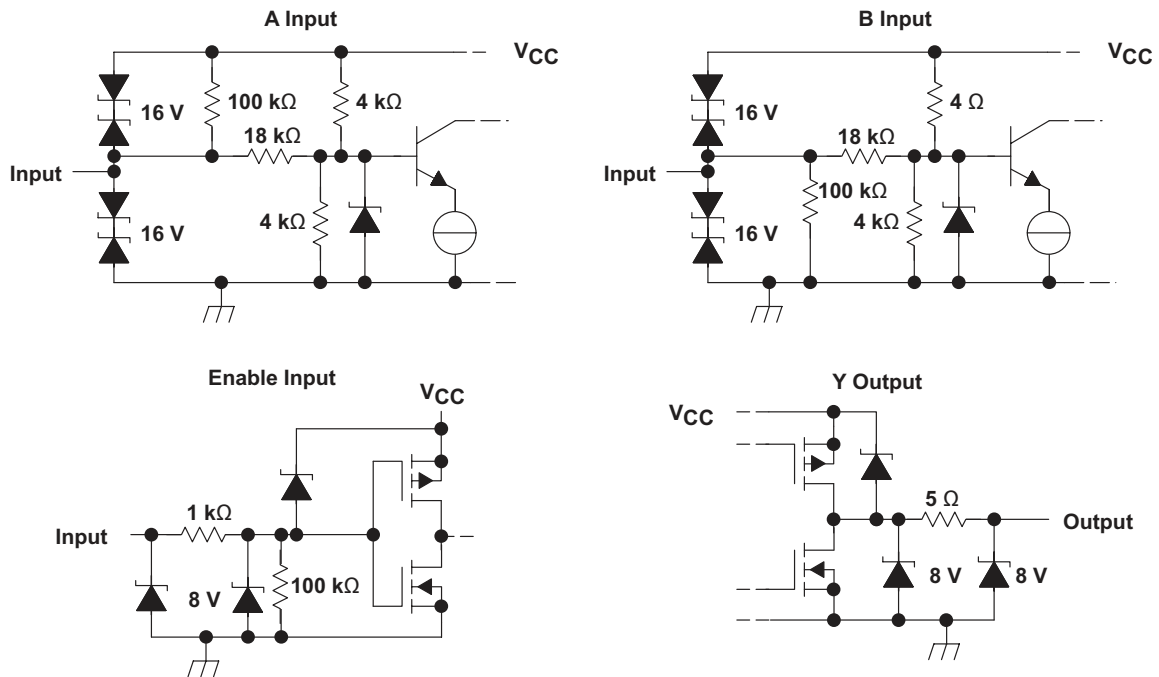 A Input
B Input
VCC
VCC
16 V
100 kΩ
4 kΩ
18 kΩ
Input
4 kΩ
16 V
16 V
4 Ω
18 kΩ
Input
100 kΩ
4 kΩ
16 V
Enable Input
Y Output
VCC
VCC
1 kΩ
Input
8 V
100 kΩ
5 Ω
Output
8 V
8 V